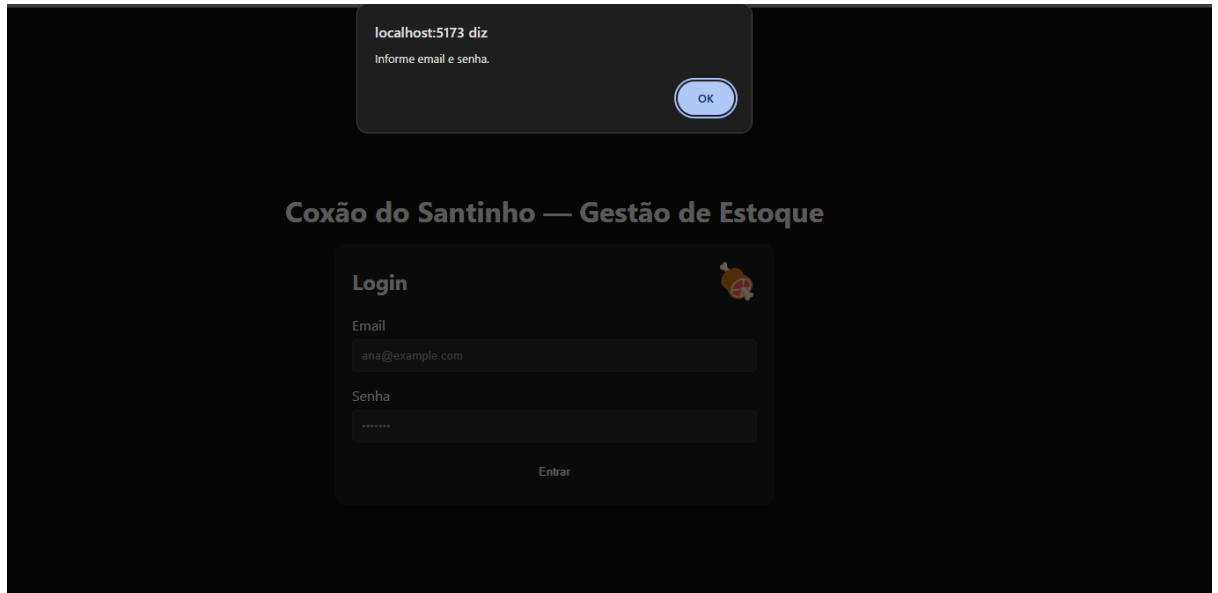 localhost:5173 diz
Informe email e senha.
OK
Coxão do Santinho — Gestão de Estoque
Login
Email
ana@example.com
Senha
•••••••
Entrar